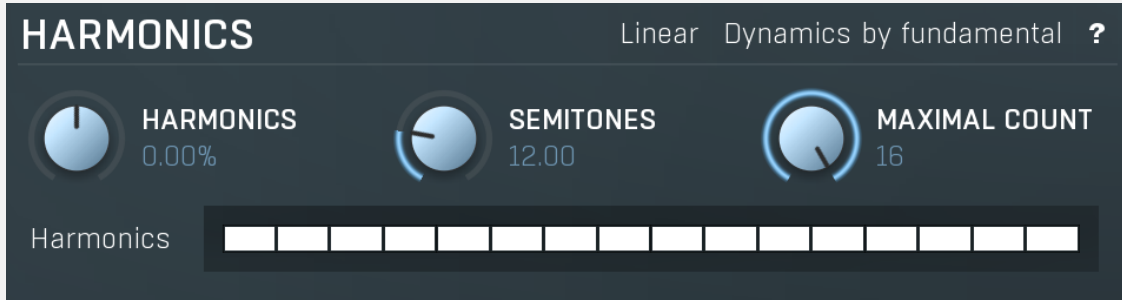 HARMONICS Linear Dynamics by fundamental ?
HARMONICS SEMITONES MAXIMAL COUNT
0.00% 12.00 16
Harmonics